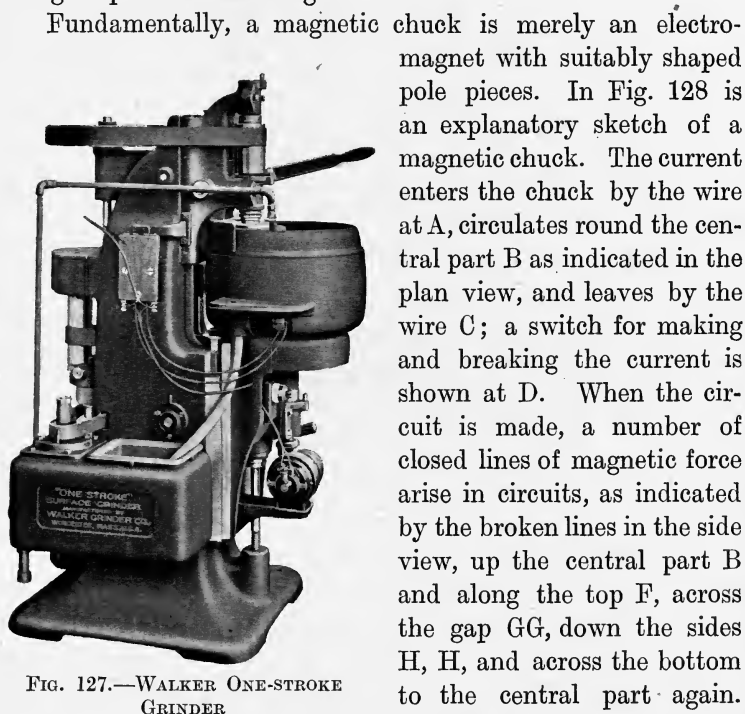 Fundamentally, a magnetic chuck is merely an electro-
magnet with suitably shaped
pole pieces. In Fig. 128 is
an explanatory sketch of a
magnetic chuck. The current
enters the chuck by the wire
at A, circulates round the cen-
tral part B as indicated in the
plan view, and leaves by the
wire C; a switch for making
and breaking the current is
shown at D. When the cir-
cuit is made, a number of
closed lines of magnetic force
arise in circuits, as indicated
by the broken lines in the side
view, up the central part B
and along the top F, across
the gap GG, down the sides
H, H, and across the bottom
to the central part again.
"ONE STROKE"
SURFACE GRINDER
MANUFACTURED BY
WALKER GRINDER CO.
WORCESTER, MASS. U.S.A.
Fig. 127.—Walker One-stroke
Grinder